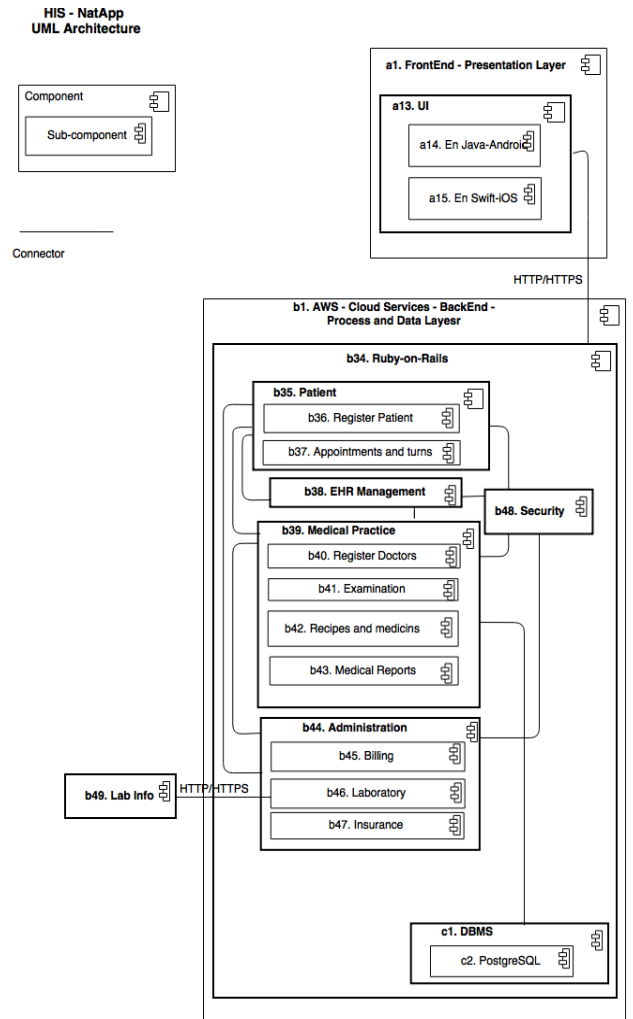 HIS - NatApp
UML Architecture
Component
Sub-component
Connector
a1. FrontEnd - Presentation Layer
a13. UI
a14. En Java-Android
a15. En Swift-iOS
HTTP/HTTPS
b1. AWS - Cloud Services - BackEnd -
Process and Data Layesr
b34. Ruby-on-Rails
b35. Patient
b36. Register Patient
b37. Appointments and turns
b38. EHR Management
b48. Security
b39. Medical Practice
b40. Register Doctors
b41. Examination
b42. Recipes and medicins
b43. Medical Reports
b44. Administration
b45. Billing
b49. Lab Info
HTTP/HTTPS
b46. Laboratory
b47. Insurance
c1. DBMS
c2. PostgreSQL